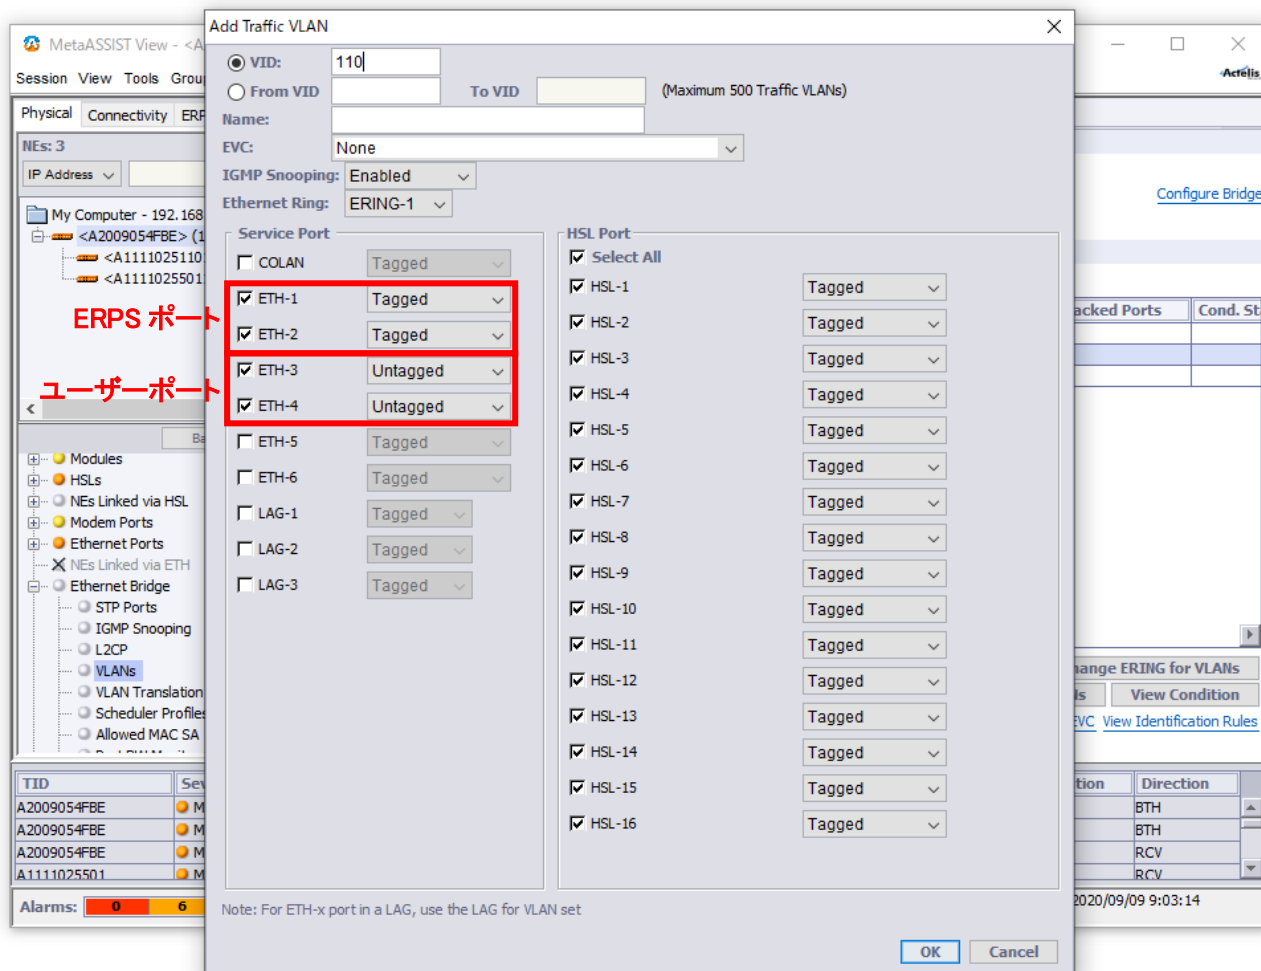 Add Traffic VLAN
MetaASSIST View - <A
Session View Tools Group
Actelis
Physical Connectivity ERP
NEs: 3
IP Address
My Computer - 192.168
<A2009054FBE> (1
<A1111025110
<A111102550 1
ERPS ポート
ユーザーポート
Ba
Modules
HSLs
NEs Linked via HSL
Modem Ports
Ethernet Ports
NEs Linked via ETH
Ethernet Bridge
STP Ports
IGMP Snooping
L2CP
VLANs
VLAN Translation
Scheduler Profiles
Allowed MAC SA
VID: 110
From VID To VID (Maximum 500 Traffic VLANs)
Name:
EVC: None
IGMP Snooping: Enabled
Ethernet Ring: ERING-1
Service Port
COLAN Tagged
ETH-1 Tagged
ETH-2 Tagged
ETH-3 Untagged
ETH-4 Untagged
ETH-5 Tagged
ETH-6 Tagged
LAG-1 Tagged
LAG-2 Tagged
LAG-3 Tagged
HSL Port
Select All
HSL-1 Tagged
HSL-2 Tagged
HSL-3 Tagged
HSL-4 Tagged
HSL-5 Tagged
HSL-6 Tagged
HSL-7 Tagged
HSL-8 Tagged
HSL-9 Tagged
HSL-10 Tagged
HSL-11 Tagged
HSL-12 Tagged
HSL-13 Tagged
HSL-14 Tagged
HSL-15 Tagged
HSL-16 Tagged
Note: For ETH-x port in a LAG, use the LAG for VLAN set
OK Cancel
Configure Bridge
acked Ports Cond. St
hange ERING for VLANs
ls View Condition
EVC View Identification Rules
TID Sev tion Direction
A2009054FBE M BTH
A2009054FBE M BTH
A2009054FBE M RCV
A1111025501 M RCV
Alarms: 0 6
2020/09/09 9:03:14